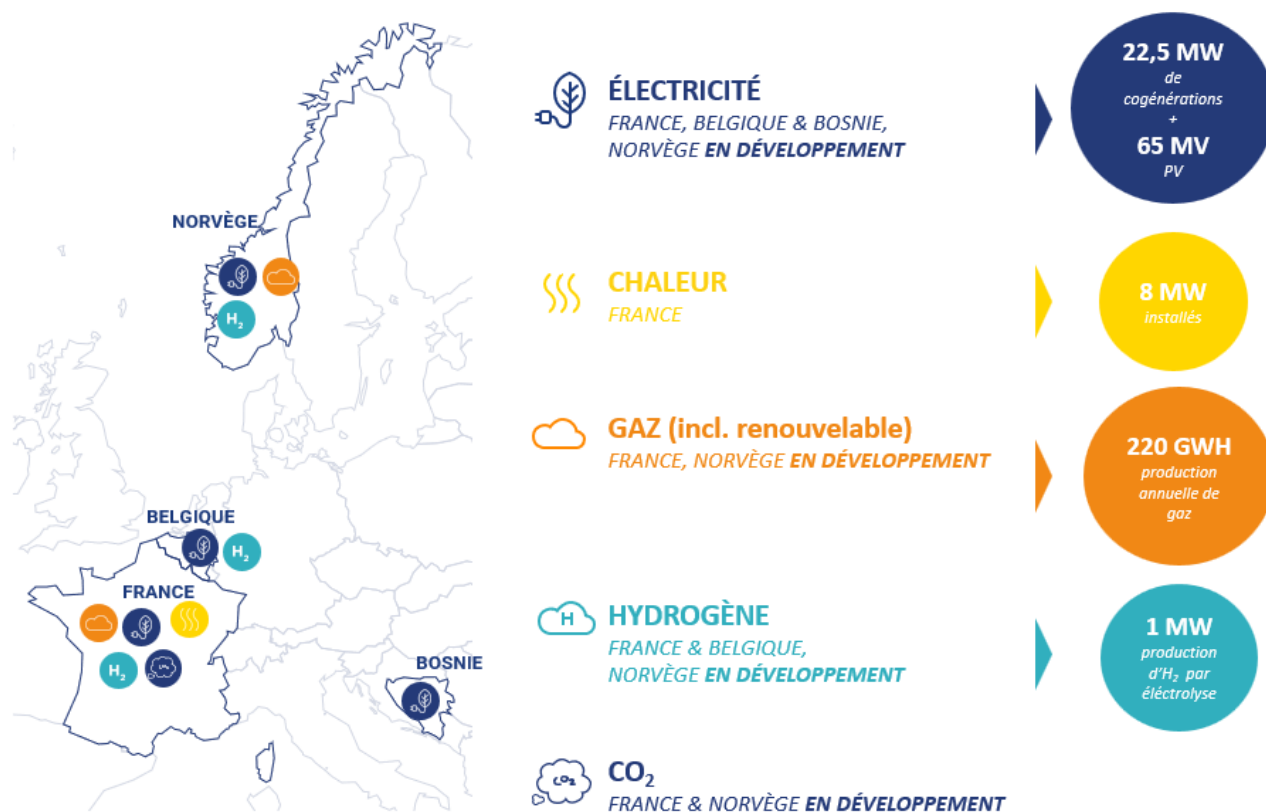 NORVÈGE
H₂
BELGIQUE
H₂
FRANCE
H₂
CO₂
BOSNIE
ÉLECTRICITÉ
FRANCE, BELGIQUE & BOSNIE,
NORVÈGE EN DÉVELOPPEMENT
22,5 MW
de
cogénérations
+
65 MV
PV
CHALEUR
FRANCE
8 MW
installés
GAZ (incl. renouvelable)
FRANCE, NORVÈGE EN DÉVELOPPEMENT
220 GWH
production
annuelle de
gaz
H
HYDROGÈNE
FRANCE & BELGIQUE,
NORVÈGE EN DÉVELOPPEMENT
1 MW
production
d'H₂ par
éléctrolyse
CO₂
CO₂
FRANCE & NORVÈGE EN DÉVELOPPEMENT